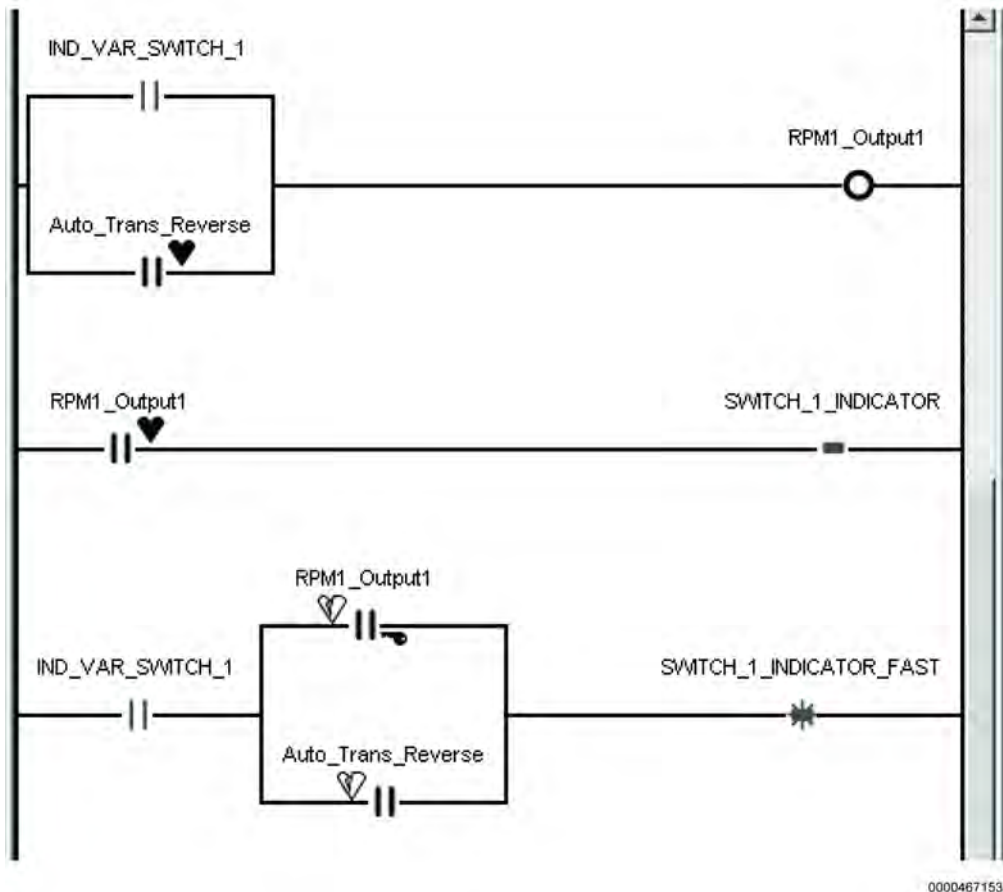 IND_VAR_SWITCH_1
RPM1_Output1
Auto_Trans_Reverse
RPM1_Output1
SWITCH_1_INDICATOR
RPM1_Output1
IND_VAR_SWITCH_1
SWITCH_1_INDICATOR_FAST
Auto_Trans_Reverse
0000467153